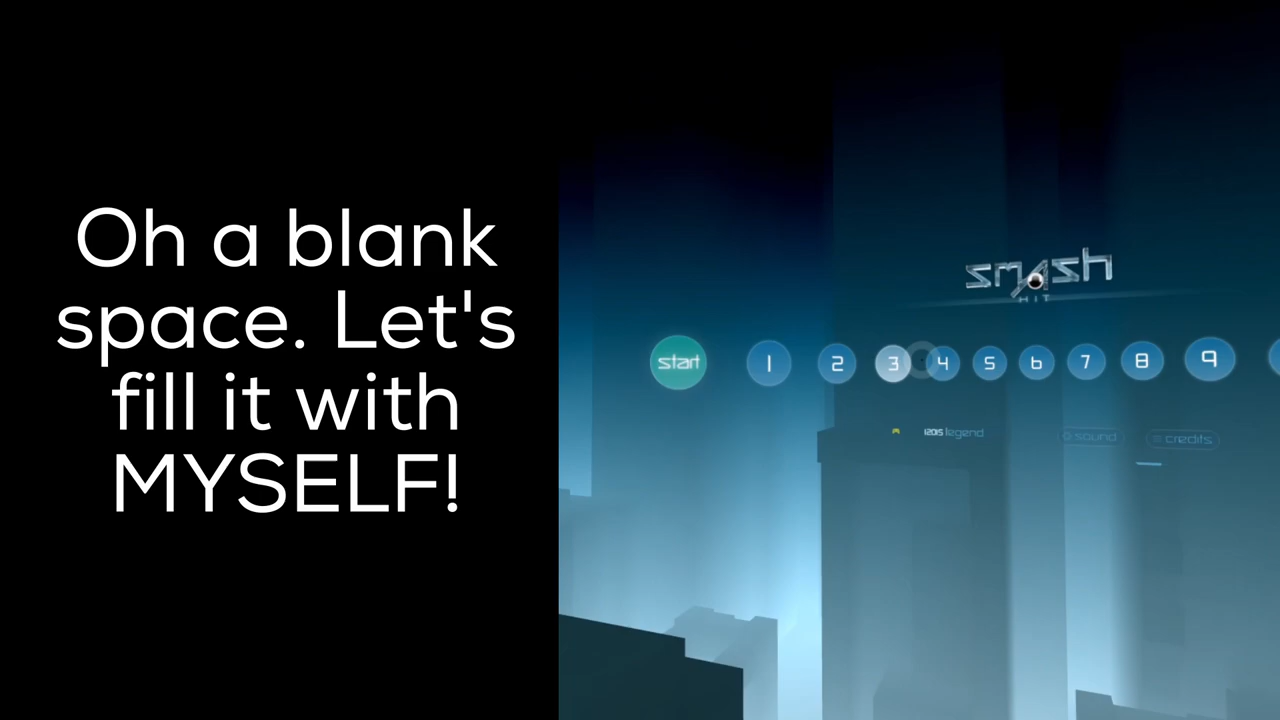 Oh a blank
space. Let's
fill it with
MYSELF!
smash
HIT
start 1 2 3 4 5 6 7 8 9
legend sound credits